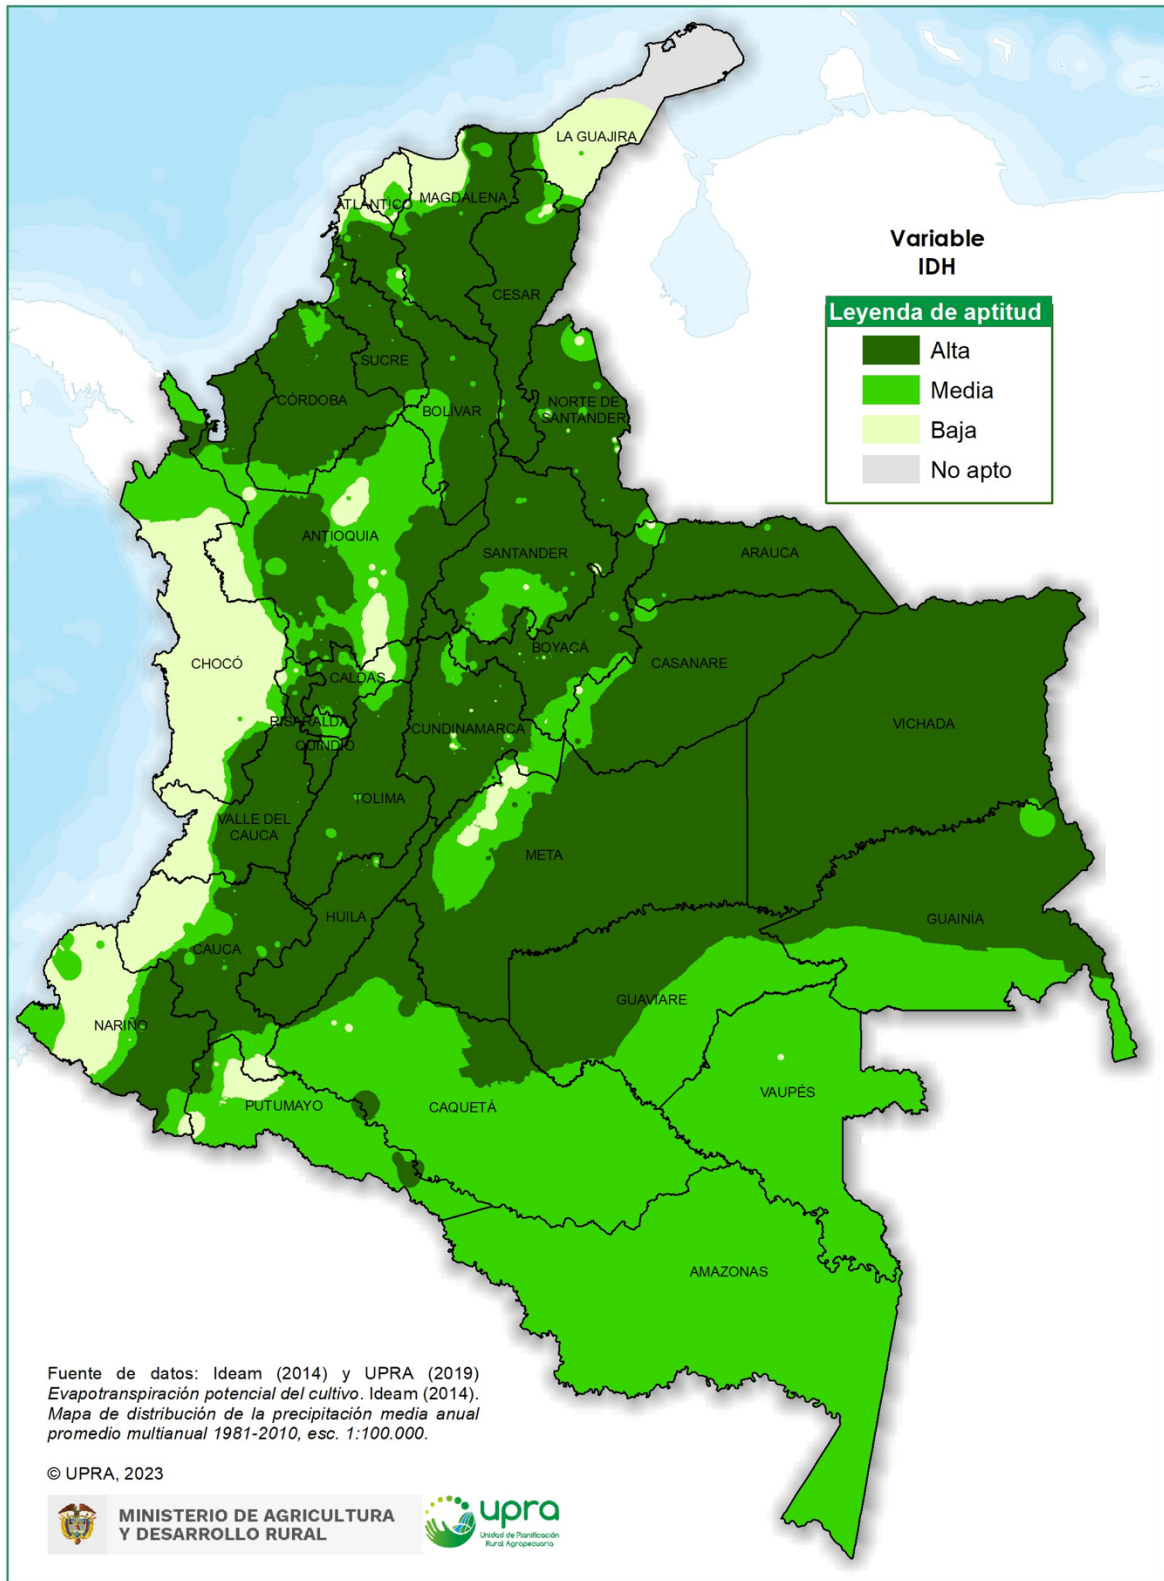 LA GUAJIRA
MAGDALENA
ATLÁNTICO
Variable
IDH
Leyenda de aptitud
Alta
Media
Baja
No apto
CESAR
SUCRE
CÓRDOBA
BOLÍVAR
NORTE DE
SANTANDER
ANTIOQUIA
SANTANDER
ARAUCA
BOYACÁ
CHOCÓ
CALDAS
CASANARE
RISARALDA
CUNDINAMARCA
VICHADA
QUINDIO
TOLIMA
VALLE DEL
CAUCA
META
HUILA
GUAINÍA
CAUCA
GUAVIARE
NARIÑO
VAUPÉS
PUTUMAYO
CAQUETÁ
AMAZONAS
Fuente de datos: Ideam (2014) y UPRA (2019)
Evapotranspiración potencial del cultivo. Ideam (2014).
Mapa de distribución de la precipitación media anual
promedio multianual 1981-2010, esc. 1:100.000.
© UPRA, 2023
MINISTERIO DE AGRICULTURA
Y DESARROLLO RURAL
upra
Unidad de Planificación
Rural Agropecuaria